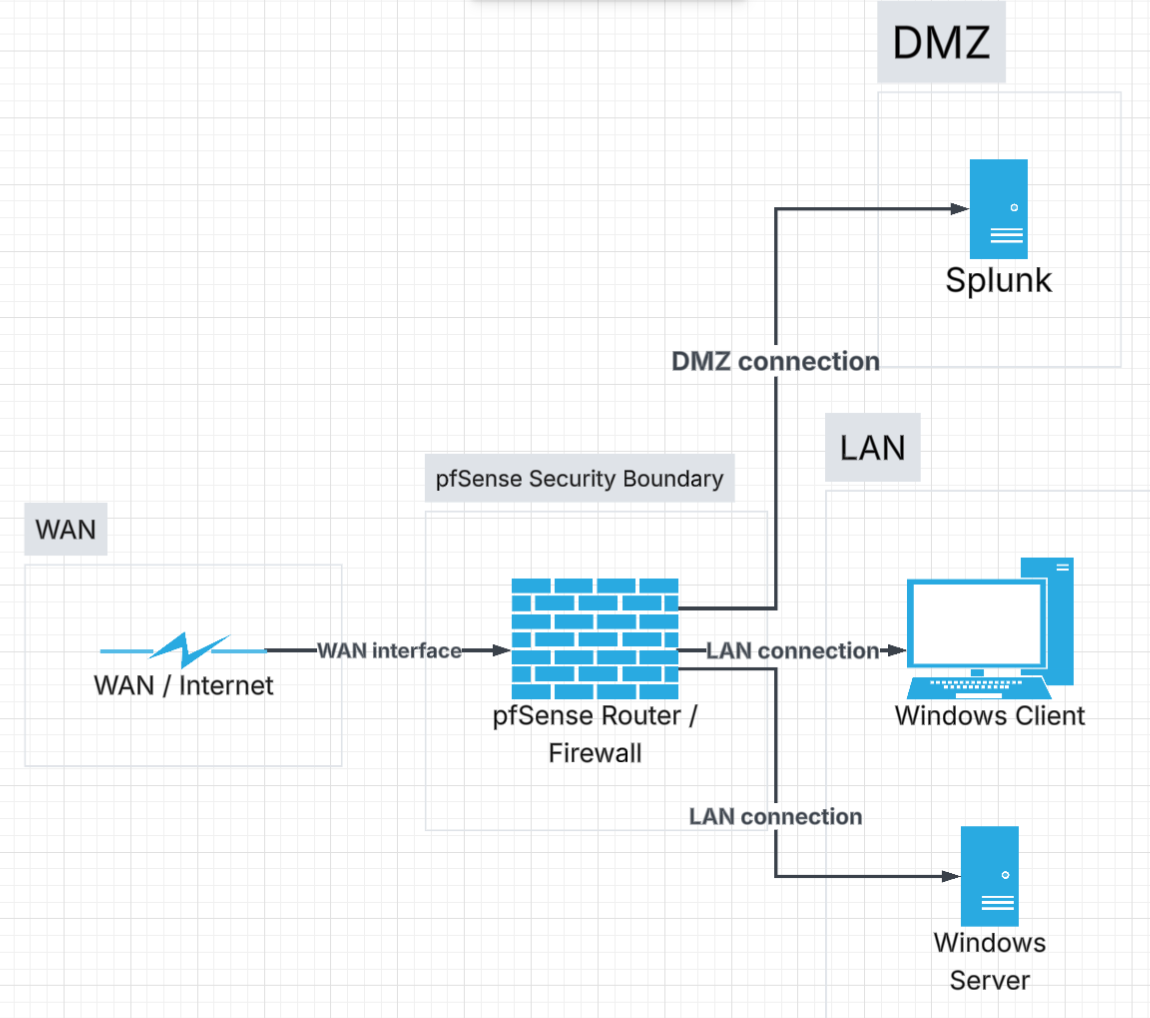 DMZ
Splunk
DMZ connection
LAN
pfSense Security Boundary
WAN
WAN interface
LAN connection
WAN / Internet
pfSense Router /
Firewall
Windows Client
LAN connection
Windows
Server